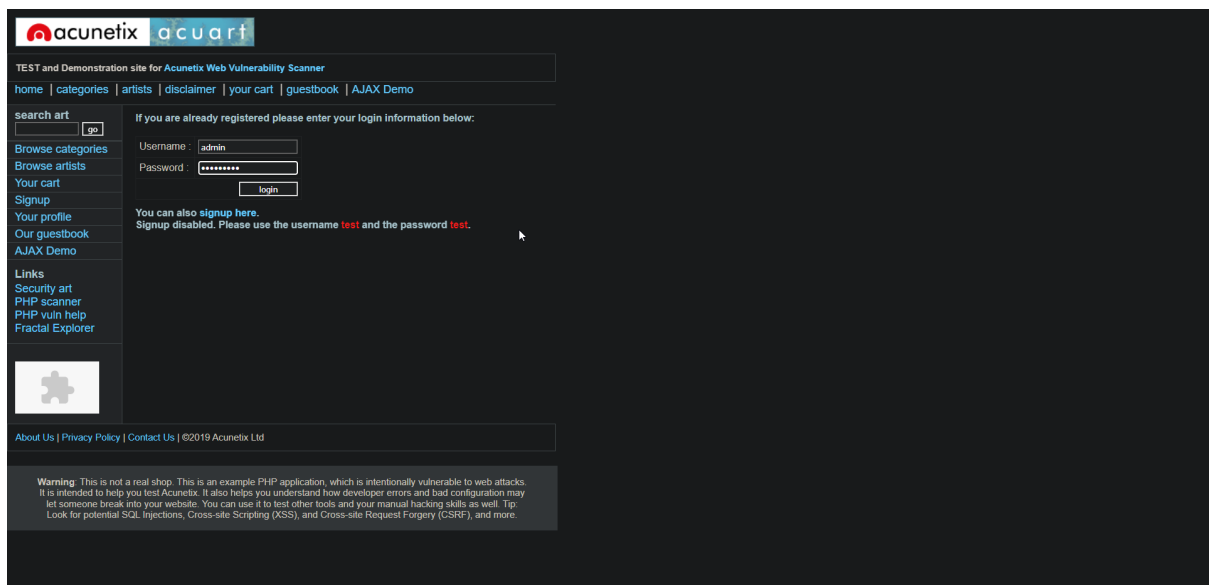 acunetix acuart
TEST and Demonstration site for Acunetix Web Vulnerability Scanner
home | categories | artists | disclaimer | your cart | guestbook | AJAX Demo
search art
go
Browse categories
Browse artists
Your cart
Signup
Your profile
Our guestbook
AJAX Demo
Links
Security art
PHP scanner
PHP vuln help
Fractal Explorer
If you are already registered please enter your login information below:
Username : admin
Password : •••••••••
login
You can also signup here.
Signup disabled. Please use the username test and the password test.
About Us | Privacy Policy | Contact Us | ©2019 Acunetix Ltd
Warning: This is not a real shop. This is an example PHP application, which is intentionally vulnerable to web attacks.
It is intended to help you test Acunetix. It also helps you understand how developer errors and bad configuration may
let someone break into your website. You can use it to test other tools and your manual hacking skills as well. Tip:
Look for potential SQL Injections, Cross-site Scripting (XSS), and Cross-site Request Forgery (CSRF), and more.